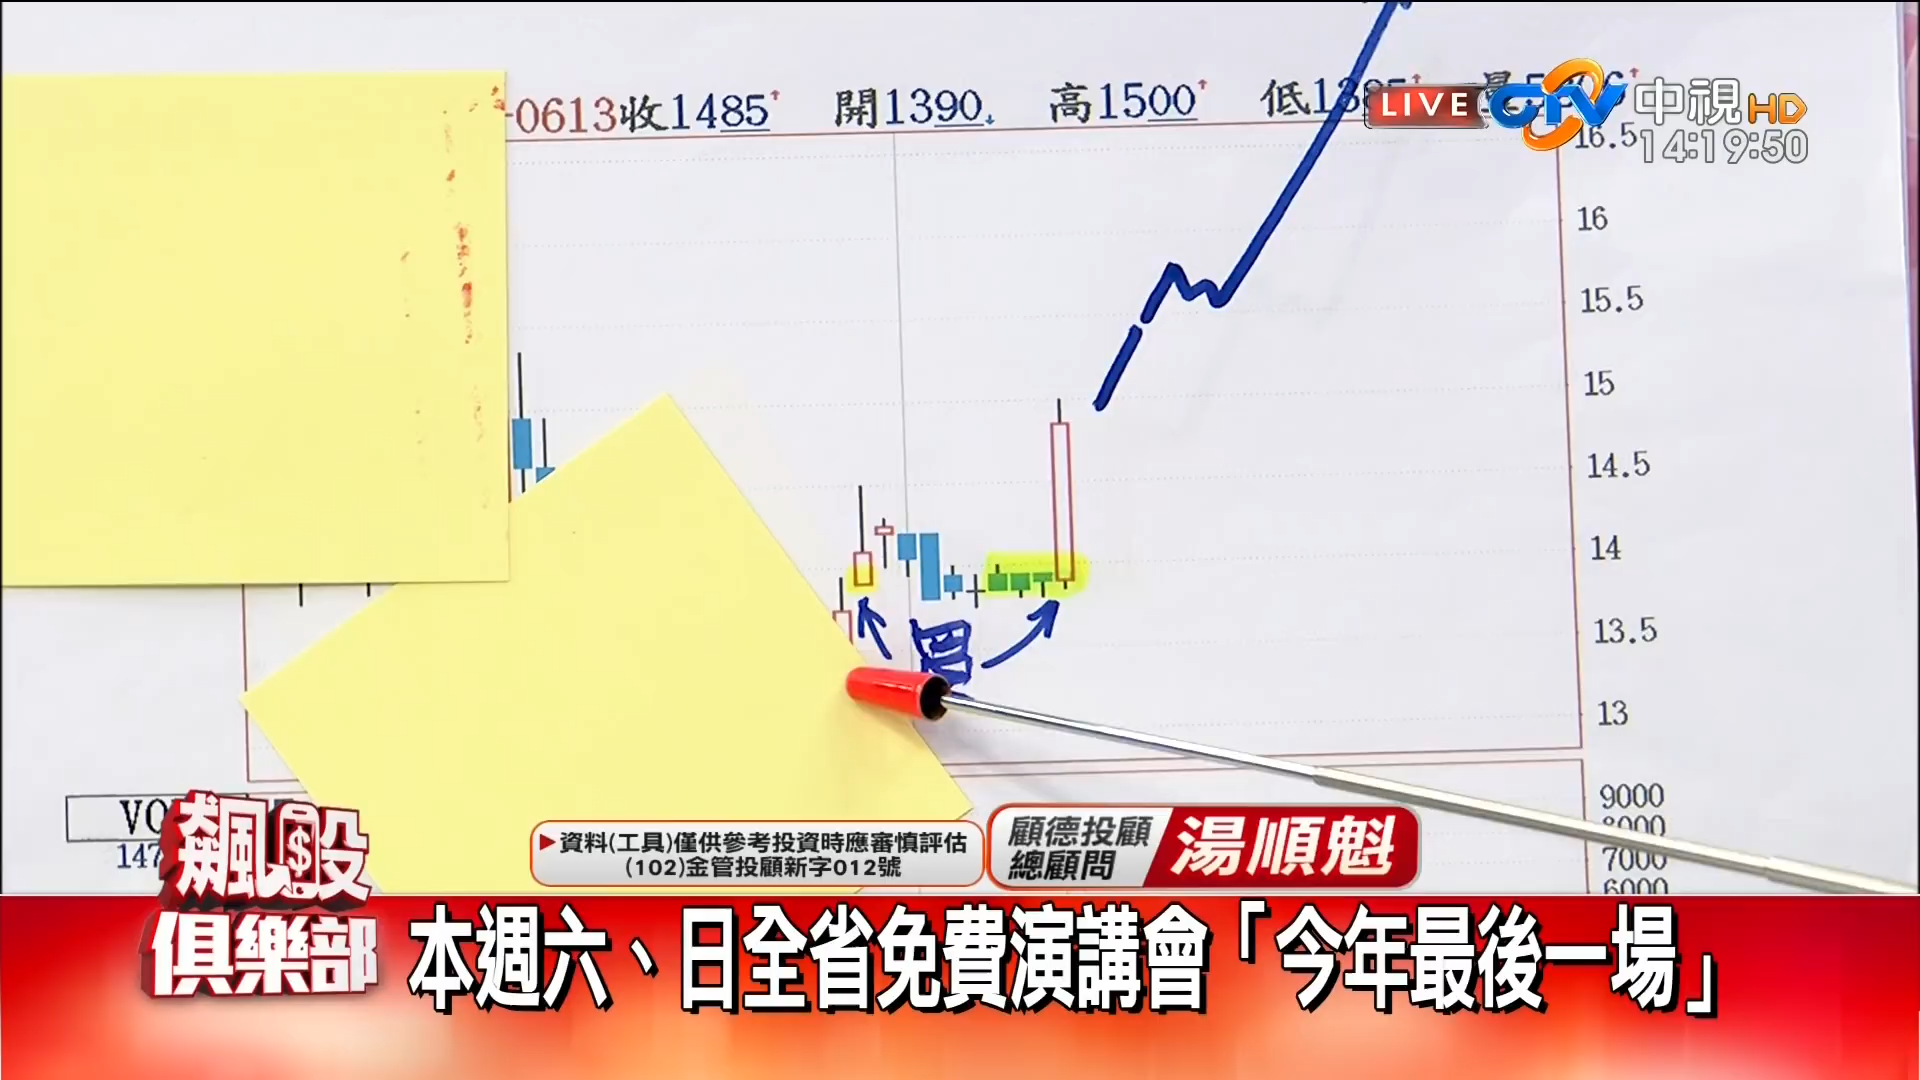 -0613收1485↑ 開1390↓ 高1500↑ 低13
LIVE CTV 中視HD
14:19:50
16.5
16
15.5
15
14.5
14
13.5
13
買
9000
8000
7000
6000
VO
147
飆股
俱樂部
▶資料(工具)僅供參考投資時應審慎評估
(102)金管投顧新字012號
顧德投顧
總顧問
湯順魁
本週六、日全省免費演講會「今年最後一場」